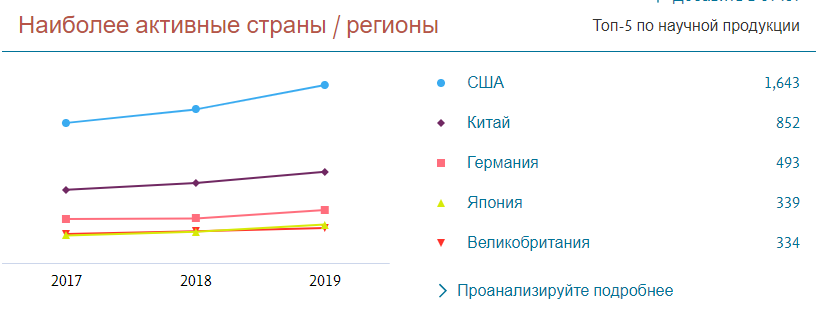 Наиболее активные страны / регионы
Топ-5 по научной продукции
США 1,643
Китай 852
Германия 493
Япония 339
Великобритания 334
2017 2018 2019
Проанализируйте подробнее